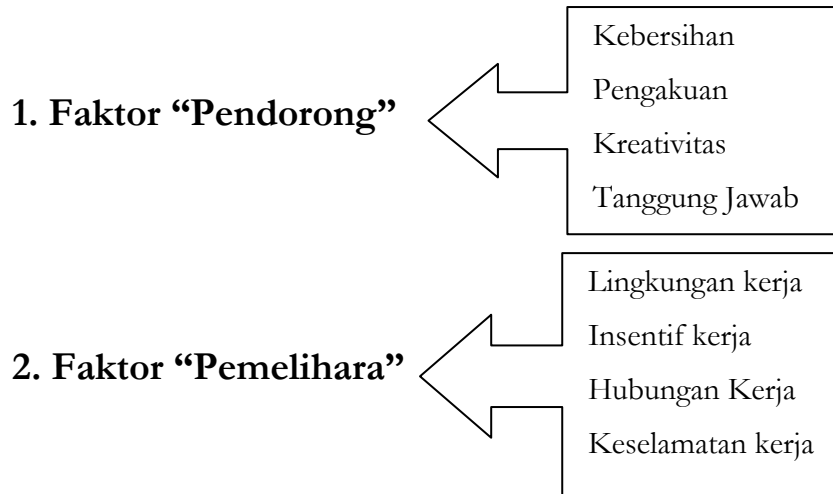 1. Faktor “Pendorong”
Kebersihan
Pengakuan
Kreativitas
Tanggung Jawab
2. Faktor “Pemelihara”
Lingkungan kerja
Insentif kerja
Hubungan Kerja
Keselamatan kerja